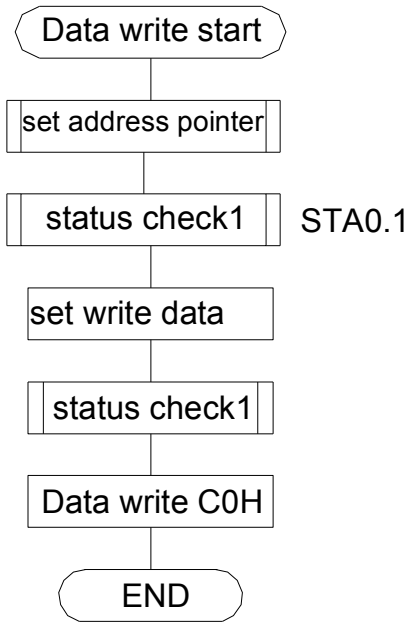 Data write start
set address pointer
status check1 STA0.1
set write data
status check1
Data write C0H
END